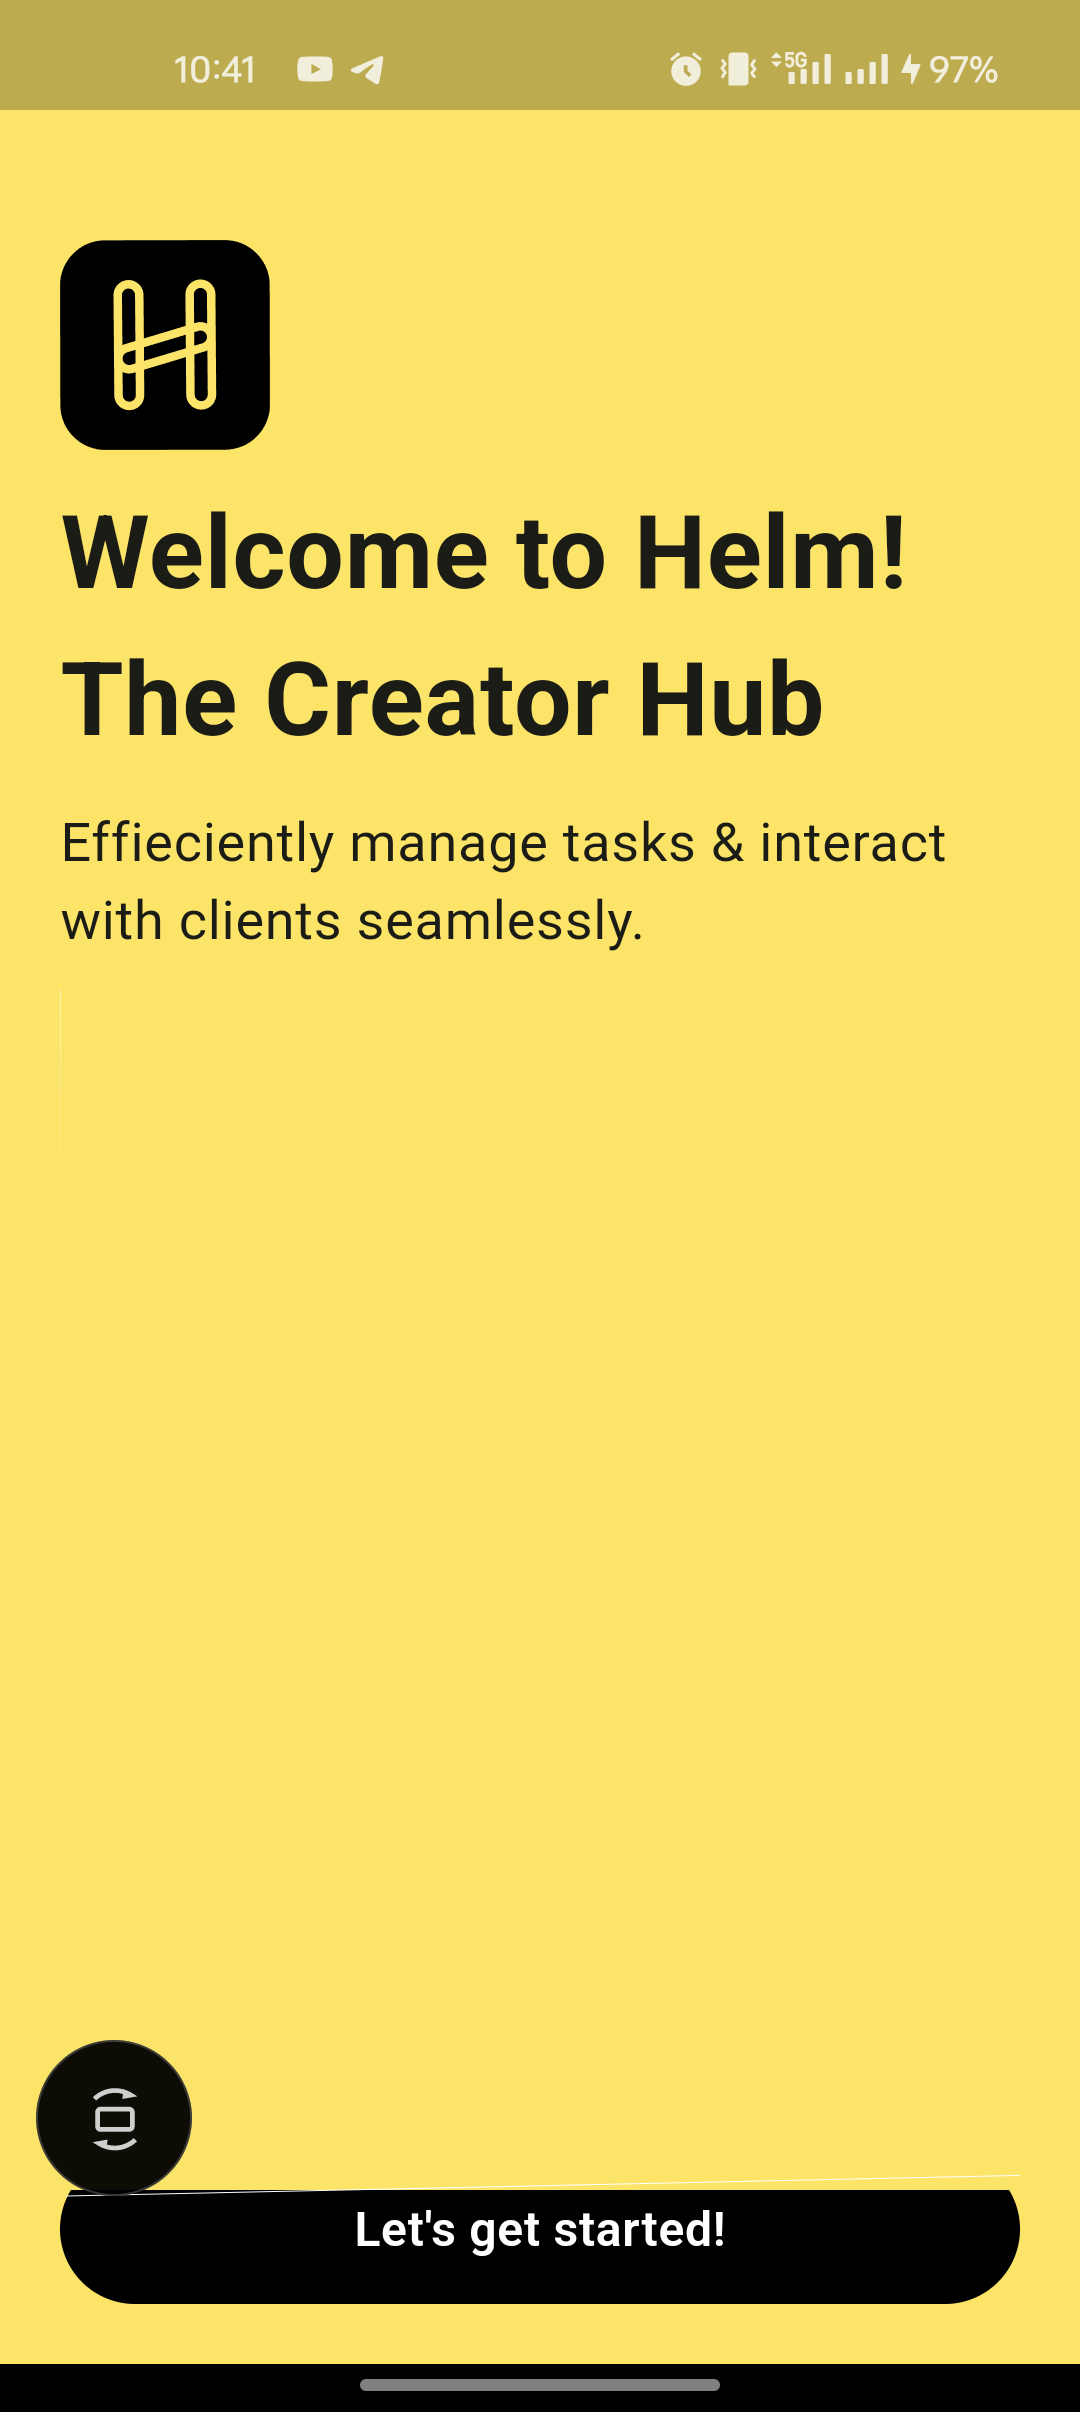 10:41 5G 97%
H
Welcome to Helm!
The Creator Hub
Effieciently manage tasks & interact
with clients seamlessly.
Let's get started!